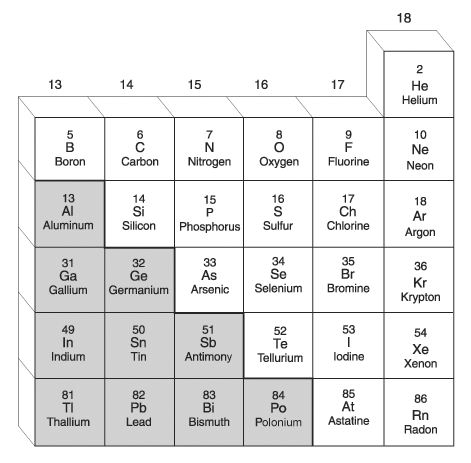 18
13 14 15 16 17
2
He
Helium
5 6 7 8 9 10
B C N O F Ne
Boron Carbon Nitrogen Oxygen Fluorine Neon
13 14 15 16 17 18
Al Si P S Ch Ar
Aluminum Silicon Phosphorus Sulfur Chlorine Argon
31 32 33 34 35 36
Ga Ge As Se Br Kr
Gallium Germanium Arsenic Selenium Bromine Krypton
49 50 51 52 53 54
In Sn Sb Te I Xe
Indium Tin Antimony Tellurium Iodine Xenon
81 82 83 84 85 86
Tl Pb Bi Po At Rn
Thallium Lead Bismuth Polonium Astatine Radon